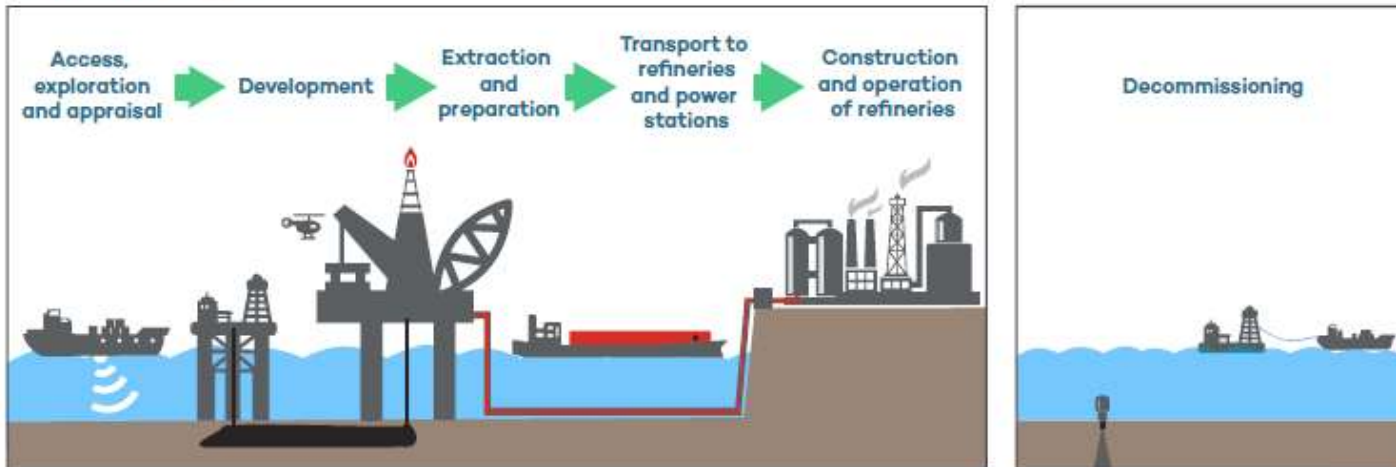 Access,
exploration
and appraisal
Development
Extraction
and
preparation
Transport to
refineries
and power
stations
Construction
and operation
of refineries
Decommissioning